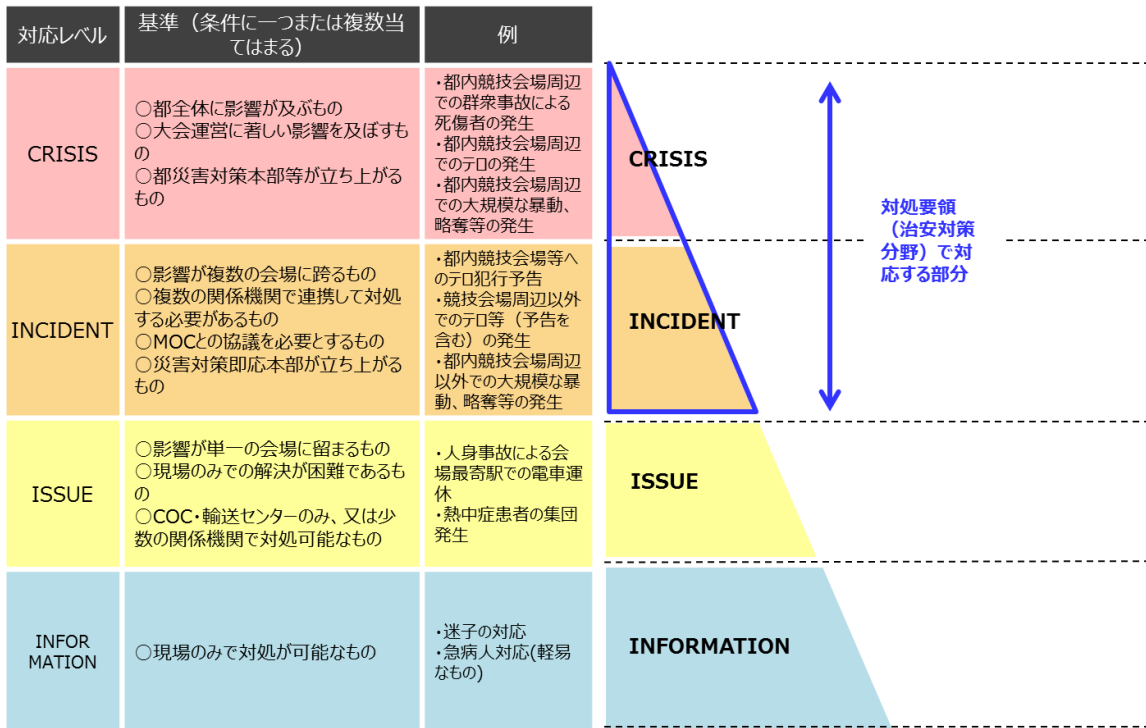 対応レベル
基準（条件に一つまたは複数当
てはまる）
例
CRISIS
○都全体に影響が及ぶもの
○大会運営に著しい影響を及ぼすも
の
○都災害対策本部等が立ち上がる
もの
・都内競技会場周辺
での群衆事故による
死傷者の発生
・都内競技会場周辺
でのテロの発生
・都内競技会場周辺
での大規模な暴動、
略奪等の発生
INCIDENT
○影響が複数の会場に跨るもの
○複数の関係機関で連携して対処
する必要があるもの
○MOCとの協議を必要とするもの
○災害対策即応本部が立ち上がる
もの
・都内競技会場等へ
のテロ犯行予告
・競技会場周辺以外
でのテロ等（予告を
含む）の発生
・都内競技会場周辺
以外での大規模な暴
動、略奪等の発生
ISSUE
○影響が単一の会場に留まるもの
○現場のみでの解決が困難であるも
の
○COC・輸送センターのみ、又は少
数の関係機関で対処可能なもの
・人身事故による会
場最寄駅での電車運
休
・熱中症患者の集団
発生
INFOR
MATION
○現場のみで対処が可能なもの
・迷子の対応
・急病人対応(軽易
なもの)
CRISIS
INCIDENT
ISSUE
INFORMATION
対処要領
（治安対策
分野）で対
応する部分